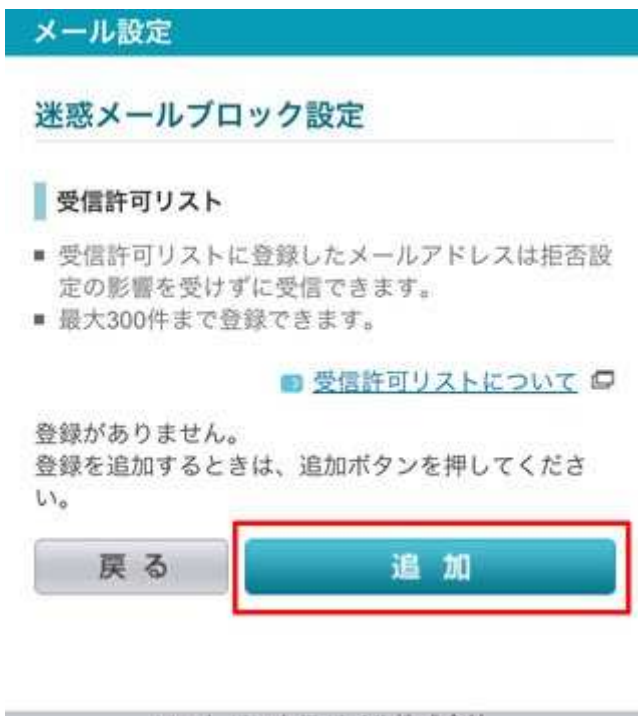 メール設定
迷惑メールブロック設定
受信許可リスト
■ 受信許可リストに登録したメールアドレスは拒否設
定の影響を受けずに受信できます。
■ 最大300件まで登録できます。
受信許可リストについて
登録がありません。
登録を追加するときは、追加ボタンを押してくださ
い。
戻る
追加